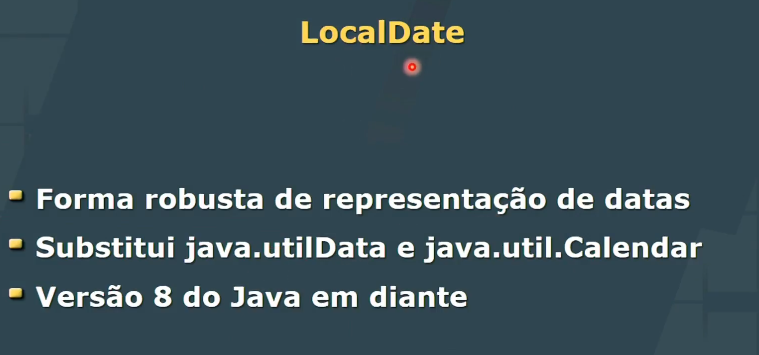 LocalDate
Forma robusta de representação de datas
Substitui java.utilData e java.util.Calendar
Versão 8 do Java em diante